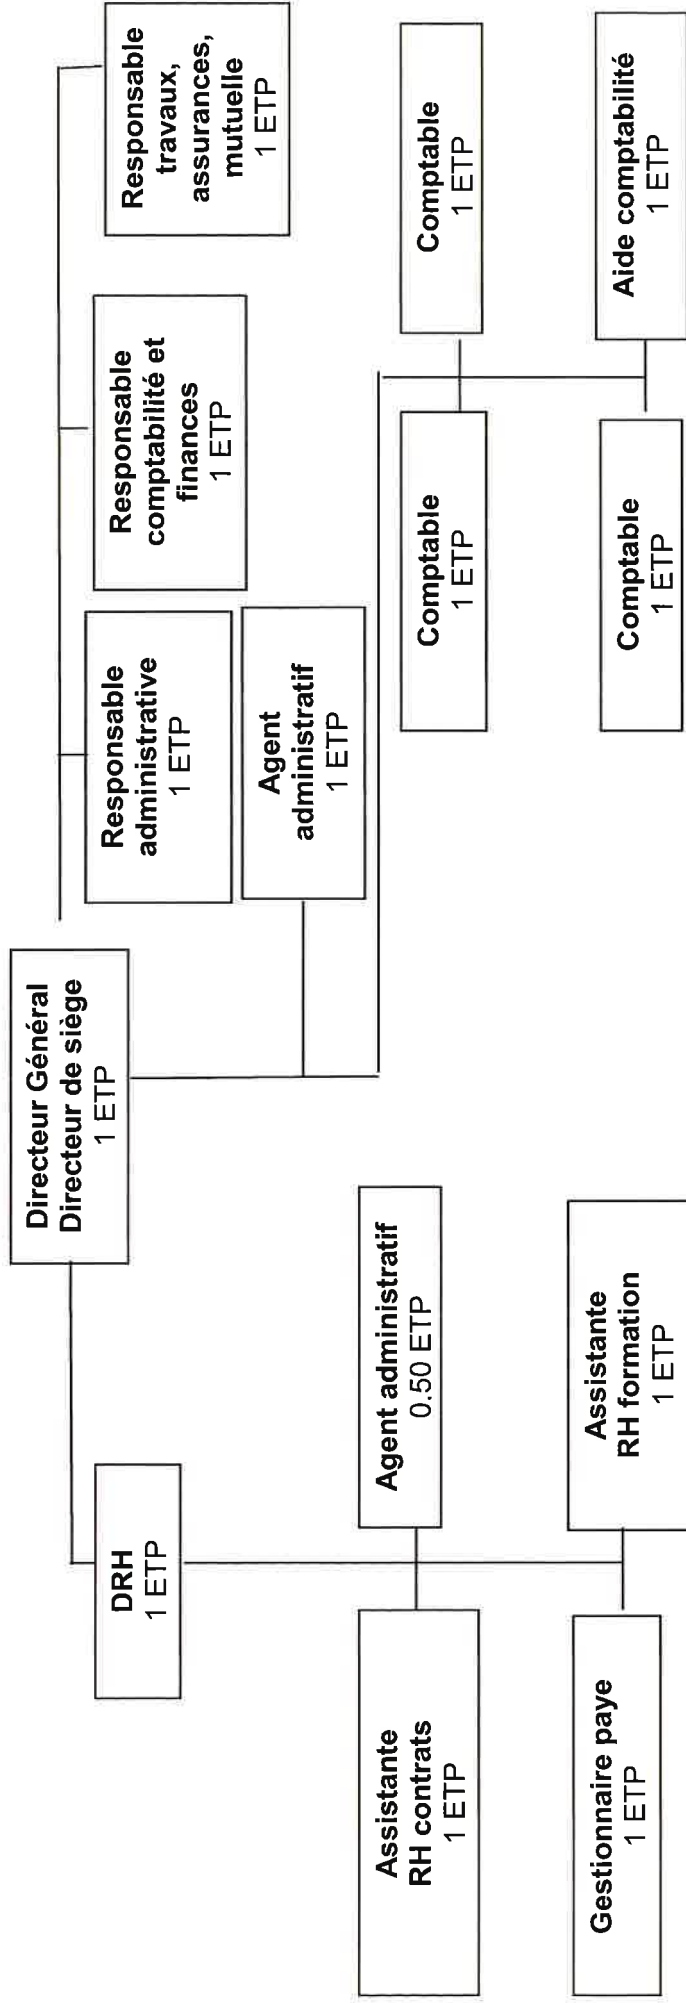 Directeur Général
Directeur de siège
1 ETP
DRH
1 ETP
Responsable
administrative
1 ETP
Responsable
comptabilité et
finances
1 ETP
Responsable
travaux,
assurances,
mutuelle
1 ETP
Agent
administratif
1 ETP
Assistante
RH contrats
1 ETP
Agent administratif
0.50 ETP
Comptable
1 ETP
Comptable
1 ETP
Gestionnaire paye
1 ETP
Assistante
RH formation
1 ETP
Comptable
1 ETP
Aide comptabilité
1 ETP